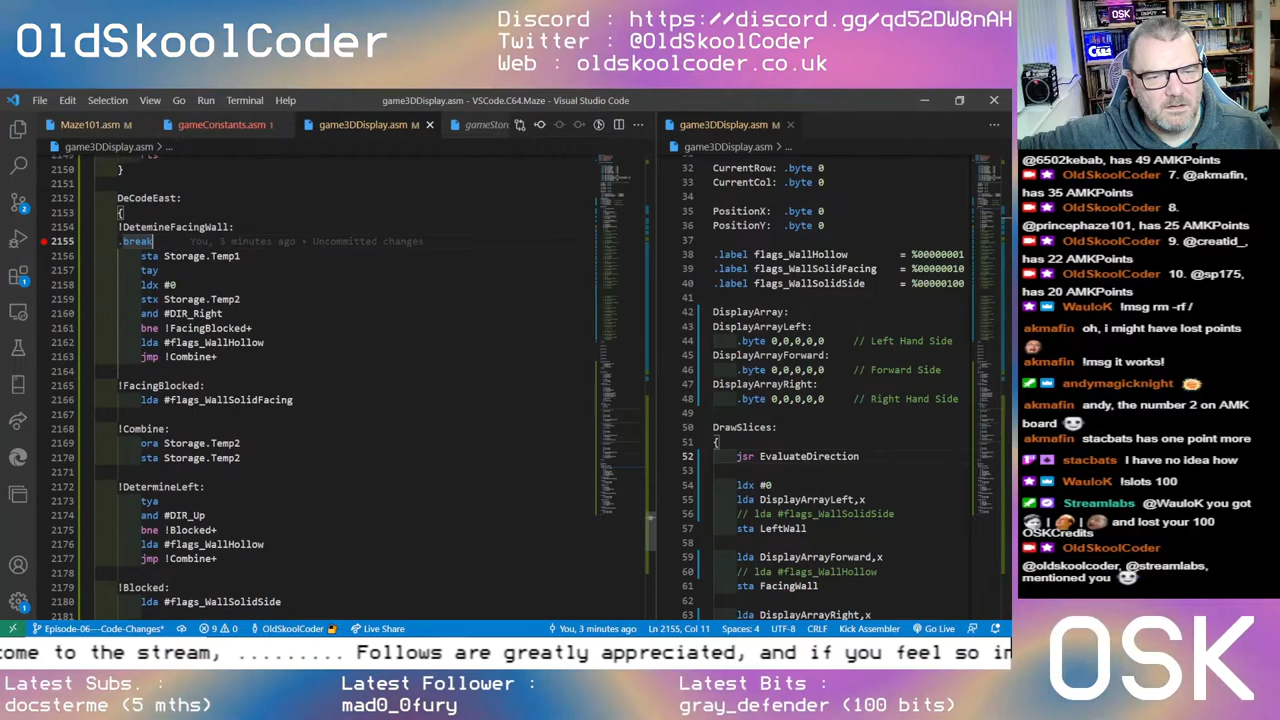 OldSkoolCoder
Discord : https://discord.gg/qd52DW8nAH
Twitter : @OldSkoolCoder
Web : oldskoolcoder.co.uk
File Edit Selection View Go Run Terminal Help
game3DDisplay.asm - VSCode.C64.Maze - Visual Studio Code
Maze101.asm M
gameConstants.asm 1
game3DDisplay.asm M
game3DDisplay.asm > ...
2150 }
2151
2152 DeCodeEast:
2153 {
2154
2155 .break You, 3 minutes ago • Uncommitted changes
2156 sta Storage.Temp1
2157 tay
2158 ldx #0
2159 stx Storage.Temp2
2160
2161 bne !FacingBlocked+
2162 lda #flags_WallHollow
2163 jmp !Combine+
2164
2165 !FacingBlocked:
2166 lda #flags_WallSolidFacing
2167
2168 !Combine:
2169 ora Storage.Temp2
2170 sta Storage.Temp2
2171
2172 !DetermineLeft:
2173 tya
2174
2175 bne !Blocked+
2176 lda #flags_WallHollow
2177 jmp !Combine+
2178
2179 !Blocked:
2180 lda #flags_WallSolidSide
2181
game3DDisplay.asm M
game3DDisplay.asm > ...
32 CurrentRow: .byte 0
33 CurrentCol: .byte 0
34
35 PositionX: .byte 0
36 PositionY: .byte 0
37
38 label flags_WallHollow = %00000001
39 label flags_WallSolidFacing = %00000010
40 label flags_WallSolidSide = %00000100
41
42
43
44 .byte 0,0,0,0,0 // Left Hand Side
45
46 .byte 0,0,0,0,0 // Forward Side
47
48 .byte 0,0,0,0,0 // Right Hand Side
49
50 DrawSlices:
51
52 jsr EvaluateDirection
53
54 ldx #0
55 lda DisplayArrayLeft,x
56 // lda #flags_WallSolidSide
57 sta LeftWall
58
59 lda DisplayArrayForward,x
60 // lda #flags_WallHollow
61 sta FacingWall
62
63 lda DisplayArrayRight,x
Episode-06---Code-Changes* 9 0 OldSkoolCoder Live Share You, 3 minutes ago Ln 2155, Col 11 Spaces: 4 UTF-8 CRLF Kick Assembler Go Live
OSK
@6502kebab, has 49 AMKPoints
OldSkoolCoder 7. @akmafin,
has 35 AMKPoints
OldSkoolCoder 8.
@princephaze101, has 25 AMKPoints
OldSkoolCoder 9. @creatid_,
has 22 AMKPoints
OldSkoolCoder 10. @sp175,
has 20 AMKPoints
WauloK !msg rm -rf /
akmafin oh, i might have lost points
akmafin !msg it works!
andymagicknight
akmafin andy, the number 2 on AMK
board
akmafin stacbats has one point more
stacbats I have no idea how
WauloK !slots 100
Streamlabs @WauloK you got
and lost your 100
OSKCredits
OldSkoolCoder
@oldskoolcoder, @streamlabs,
mentioned you
come to the stream, ......... Follows are greatly appreciated, and if you feel so in
Latest Subs. :
docsterme (5 mths)
Latest Follower :
mad0_0fury
Latest Bits :
gray_defender (100 bits)
OSK